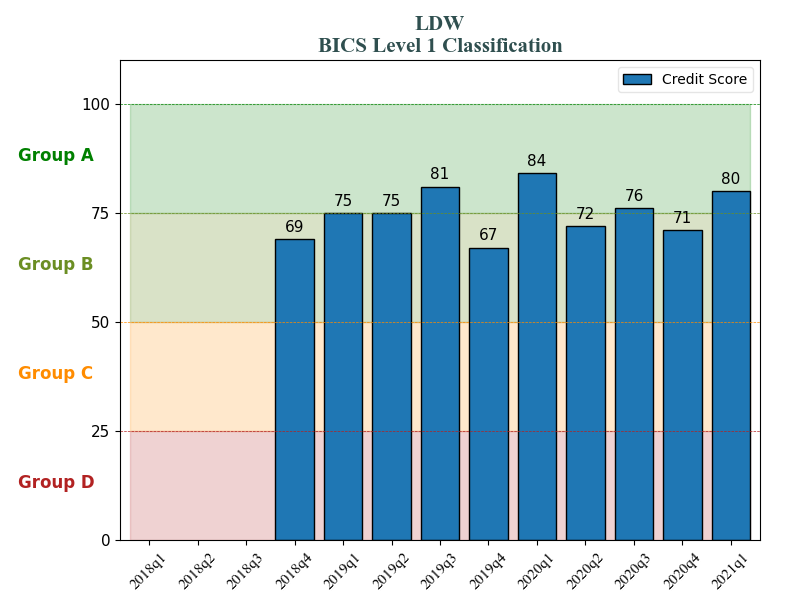 LDW
BICS Level 1 Classification
Credit Score
100
Group A
84
81
80
75
75
76
75
72
71
69
67
Group B
50
Group C
25
Group D
0
2018q1
2018q2
2018q3
2018q4
2019q1
2019q2
2019q3
2019q4
2020q1
2020q2
2020q3
2020q4
2021q1